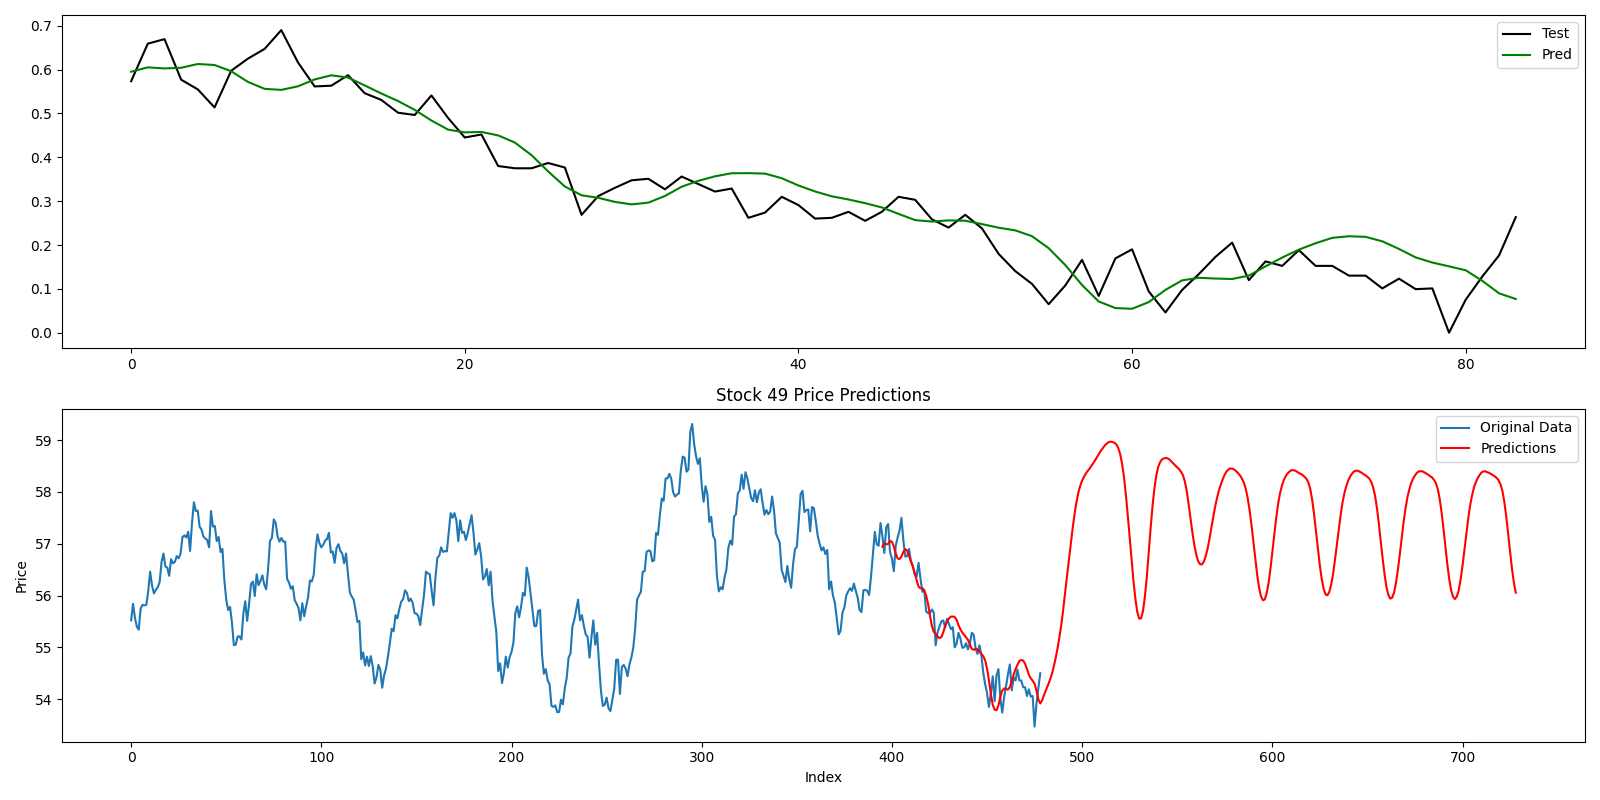 0.7
0.6
0.5
0.4
0.3
0.2
0.1
0.0
Test
Pred
0 20 40 60 80
Stock 49 Price Predictions
59
58
57
56
55
54
Price
Original Data
Predictions
0 100 200 300 400 500 600 700
Index